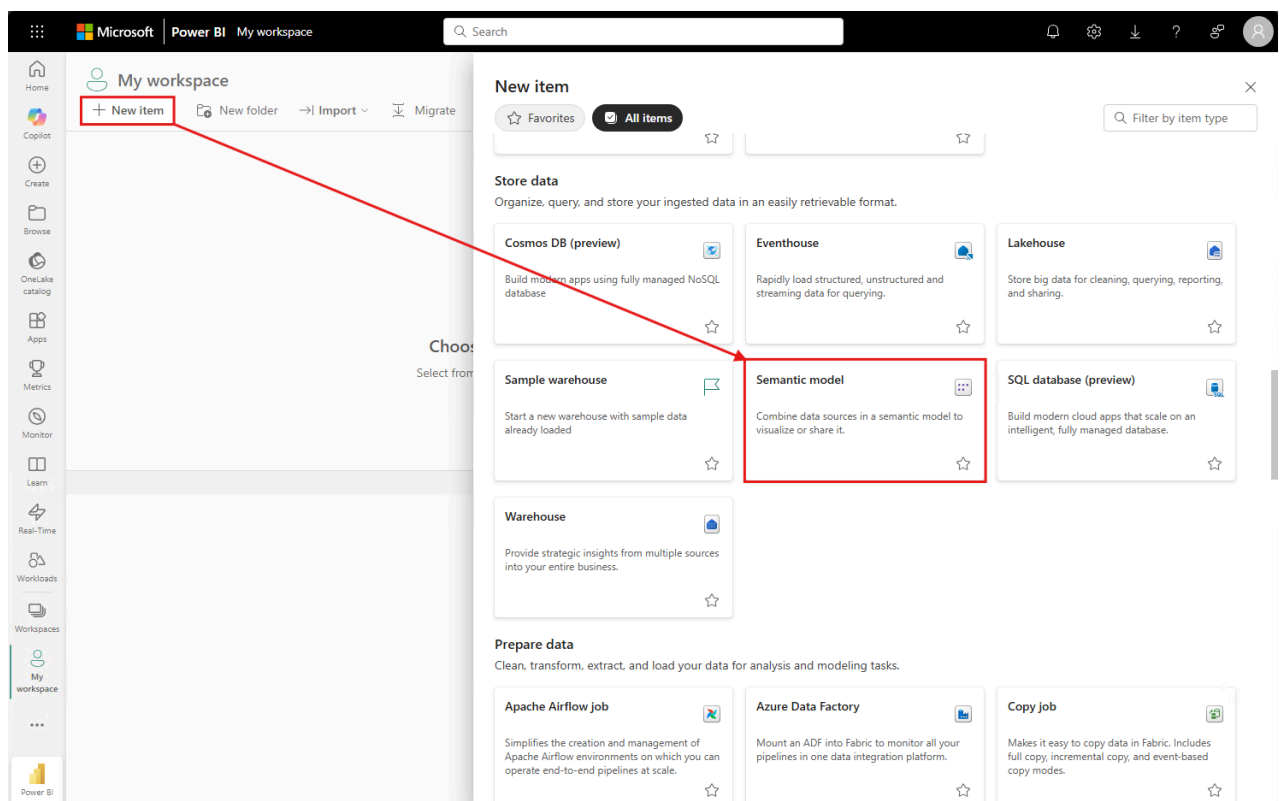 Microsoft Power BI My workspace
Search
Home
Copilot
Create
Browse
OneLake
catalog
Apps
Metrics
Monitor
Learn
Real-Time
Workloads
Workspaces
My
workspace
Power BI
My workspace
New item
New folder
Import
Migrate
Choos
Select from
New item
Favorites
All items
Filter by item type
Store data
Organize, query, and store your ingested data in an easily retrievable format.
Cosmos DB (preview)
Build modern apps using fully managed NoSQL
database
Eventhouse
Rapidly load structured, unstructured and
streaming data for querying.
Lakehouse
Store big data for cleaning, querying, reporting,
and sharing.
Sample warehouse
Start a new warehouse with sample data
already loaded
Semantic model
Combine data sources in a semantic model to
visualize or share it.
SQL database (preview)
SQL
Build modern cloud apps that scale on an
intelligent, fully managed database.
Warehouse
Provide strategic insights from multiple sources
into your entire business.
Prepare data
Clean, transform, extract, and load your data for analysis and modeling tasks.
Apache Airflow job
Simplifies the creation and management of
Apache Airflow environments on which you can
operate end-to-end pipelines at scale.
Azure Data Factory
Mount an ADF into Fabric to monitor all your
pipelines in one data integration platform.
Copy job
Makes it easy to copy data in Fabric. Includes
full copy, incremental copy, and event-based
copy modes.